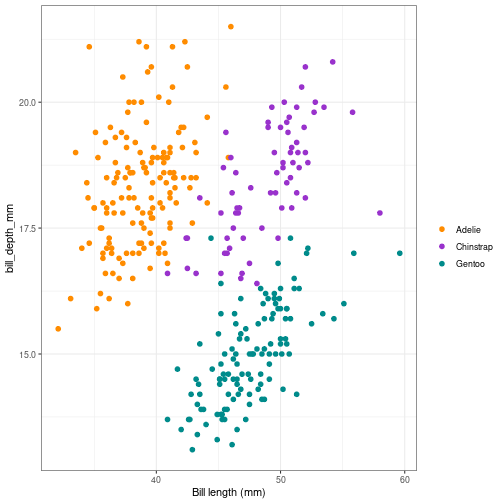 20.0
17.5
15.0
bill_depth_mm
40
50
60
Bill length (mm)
Adelie
Chinstrap
Gentoo